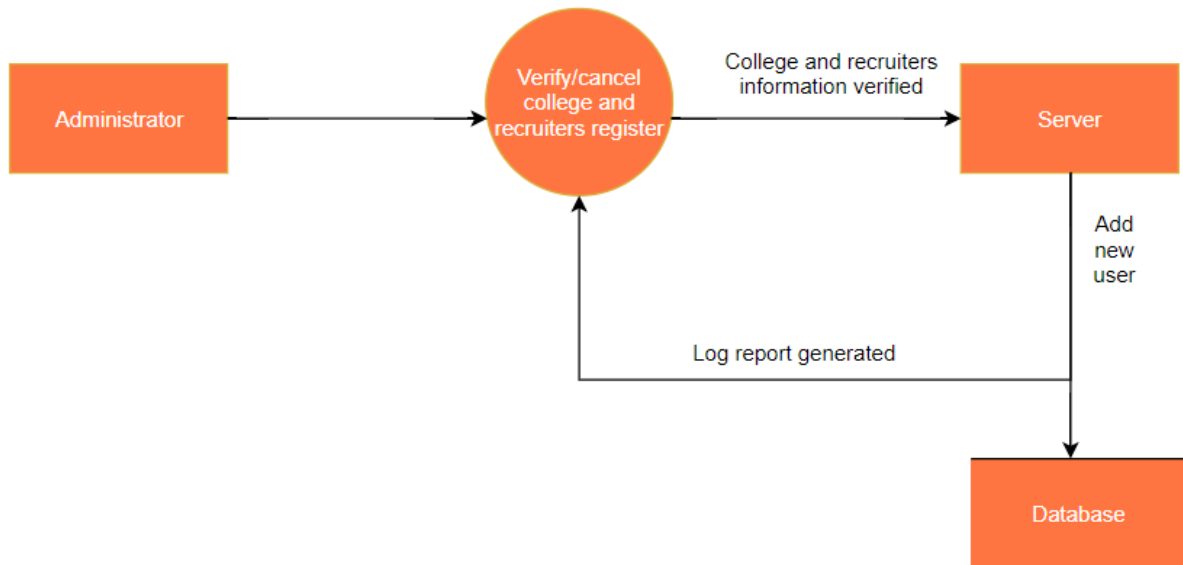 Administrator
Verify/cancel
college and
recruiters register
College and recruiters
information verified
Server
Add
new
user
Log report generated
Database